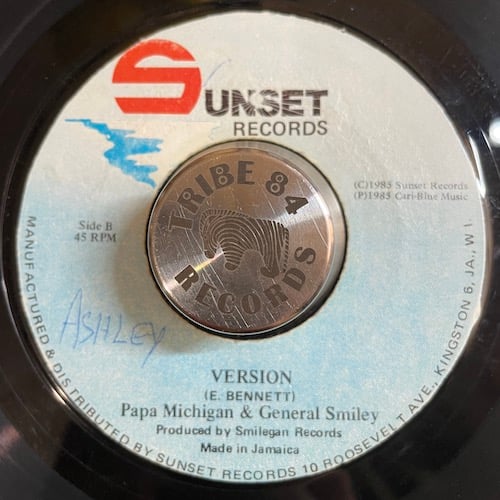 SUNSET
RECORDS
TRIBE 84
RECORDS
(C)1985 Sunset Records
(P)1985 Cari-Blue Music
Side B
45 RPM
ASHLEY
VERSION
(E. BENNETT)
Papa Michigan & General Smiley
Produced by Smilegan Records
Made in Jamaica
MANUFACTURED & DISTRIBUTED BY SUNSET RECORDS 10 ROOSEVELT AVE., KINGSTON 6, JA., W I.